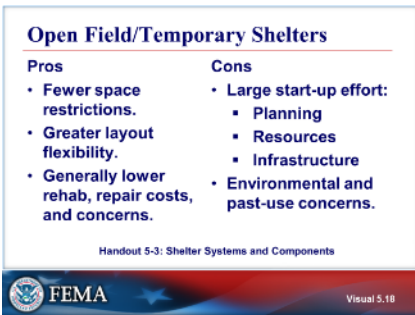 Open Field/Temporary Shelters
Pros
• Fewer space
restrictions.
• Greater layout
flexibility.
• Generally lower
rehab, repair costs,
and concerns.
Cons
• Large start-up effort:
▪ Planning
▪ Resources
▪ Infrastructure
• Environmental and
past-use concerns.
Handout 5-3: Shelter Systems and Components
FEMA
Visual 5.18